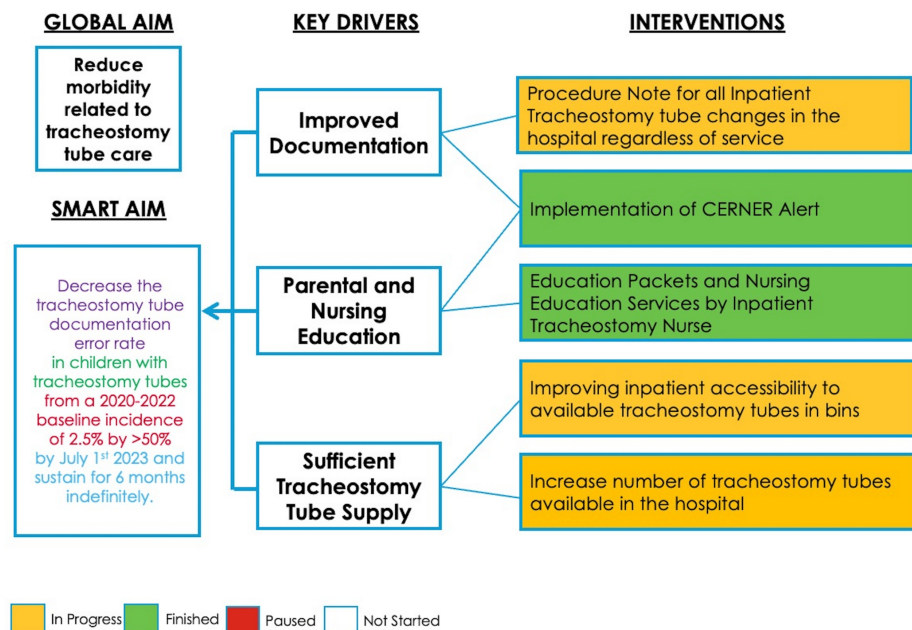 GLOBAL AIM
Reduce
morbidity
related to
tracheostomy
tube care
SMART AIM
Decrease the
tracheostomy tube
documentation
error rate
in children with
tracheostomy tubes
from a 2020-2022
baseline incidence
of 2.5% by >50%
by July 1st 2023 and
sustain for 6 months
indefinitely.
KEY DRIVERS
Improved
Documentation
Parental and
Nursing
Education
Sufficient
Tracheostomy
Tube Supply
INTERVENTIONS
Procedure Note for all Inpatient
Tracheostomy tube changes in the
hospital regardless of service
Implementation of CERNER Alert
Education Packets and Nursing
Education Services by Inpatient
Tracheostomy Nurse
Improving inpatient accessibility to
available tracheostomy tubes in bins
Increase number of tracheostomy tubes
available in the hospital
In Progress
Finished
Paused
Not Started